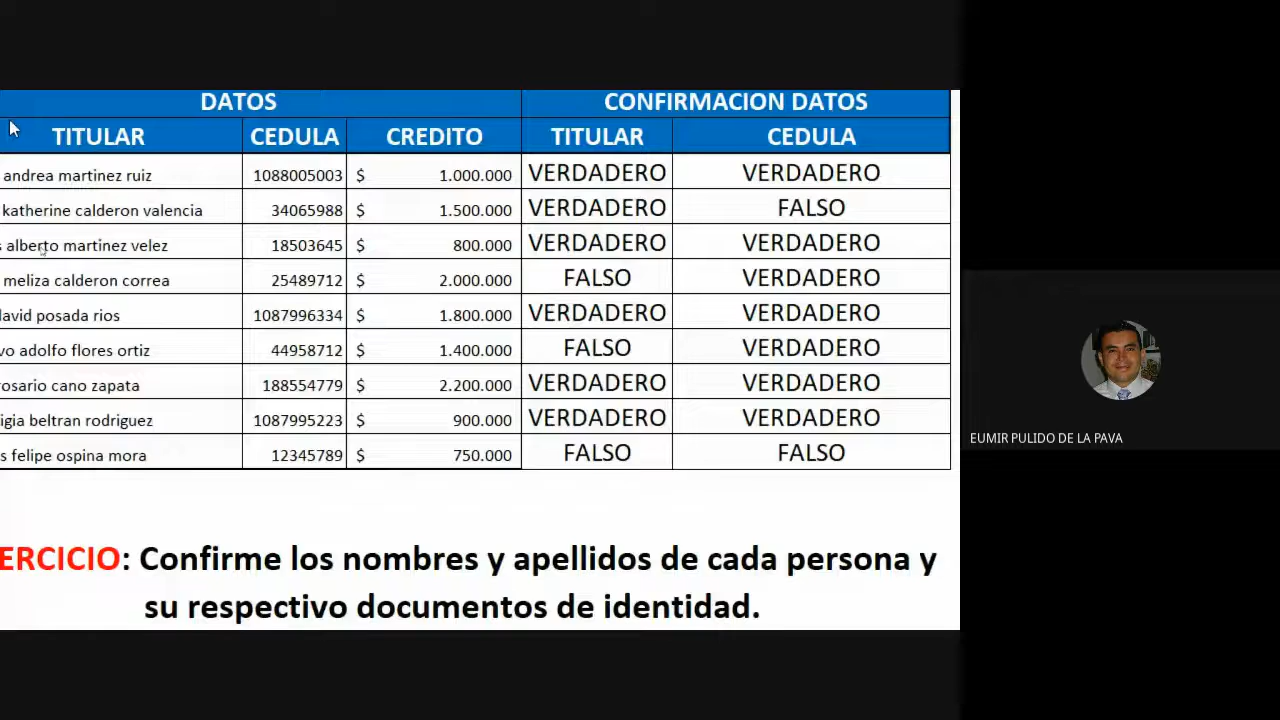 DATOS CONFIRMACION DATOS
TITULAR CEDULA CREDITO TITULAR CEDULA
andrea martinez ruiz 1088005003 $ 1.000.000 VERDADERO VERDADERO
katherine calderon valencia 34065988 $ 1.500.000 VERDADERO FALSO
s alberto martinez velez 18503645 $ 800.000 VERDADERO VERDADERO
meliza calderon correa 25489712 $ 2.000.000 FALSO VERDADERO
david posada rios 1087996334 $ 1.800.000 VERDADERO VERDADERO
vo adolfo flores ortiz 44958712 $ 1.400.000 FALSO VERDADERO
rosario cano zapata 188554779 $ 2.200.000 VERDADERO VERDADERO
igia beltran rodriguez 1087995223 $ 900.000 VERDADERO VERDADERO
s felipe ospina mora 12345789 $ 750.000 FALSO FALSO
ERCICIO: Confirme los nombres y apellidos de cada persona y
su respectivo documentos de identidad.
EUMIR PULIDO DE LA PAVA